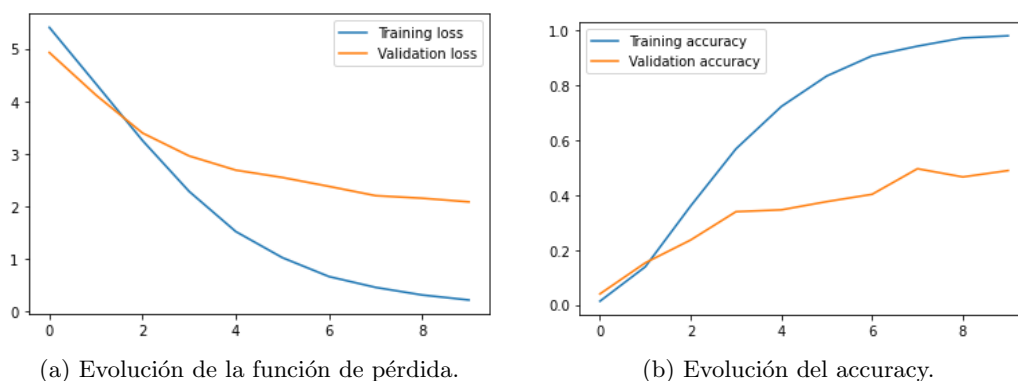 Training loss
Validation loss
5
4
3
2
1
0
0 2 4 6 8
(a) Evolución de la función de pérdida.
Training accuracy
Validation accuracy
1.0
0.8
0.6
0.4
0.2
0.0
0 2 4 6 8
(b) Evolución del accuracy.